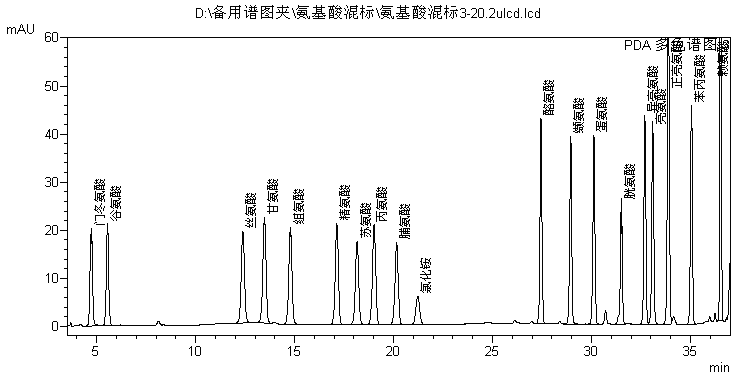 D:\备用谱图夹\氨基酸混标\氨基酸混标3-20.2ulcd.lcd
mAU
PDA 多色谱图
60
50
40
30
20
10
0
门冬氨酸
谷氨酸
丝氨酸
甘氨酸
组氨酸
精氨酸
苏氨酸
丙氨酸
脯氨酸
氯化铵
酪氨酸
缬氨酸
蛋氨酸
胱氨酸
异亮氨酸
亮氨酸
正亮氨酸
苯丙氨酸
赖氨酸
5
10
15
20
25
30
35
min